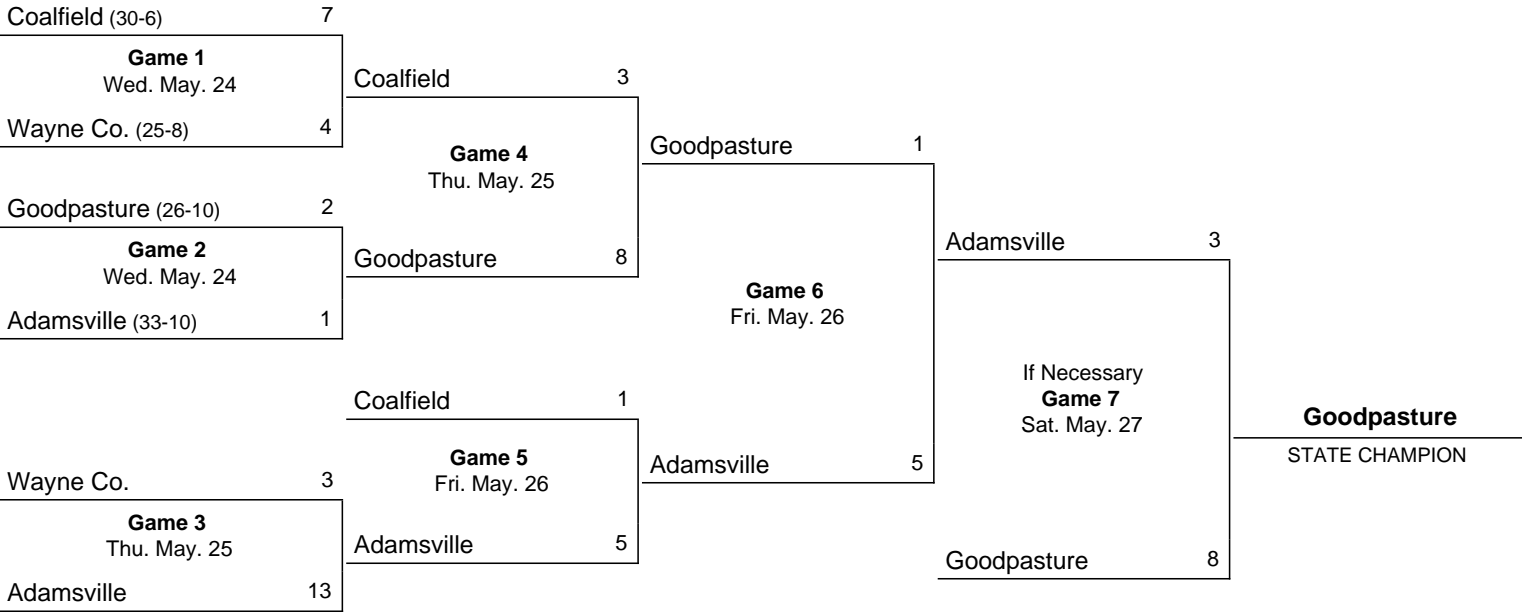 Coalfield (30-6) 7
Game 1
Wed. May. 24
Wayne Co. (25-8) 4
Goodpasture (26-10) 2
Game 2
Wed. May. 24
Adamsville (33-10) 1
Wayne Co. 3
Game 3
Thu. May. 25
Adamsville 13
Coalfield 3
Game 4
Thu. May. 25
Goodpasture 8
Coalfield 1
Game 5
Fri. May. 26
Adamsville 5
Goodpasture 1
Game 6
Fri. May. 26
Adamsville 5
Adamsville 3
If Necessary
Game 7
Sat. May. 27
Goodpasture 8
Goodpasture
STATE CHAMPION